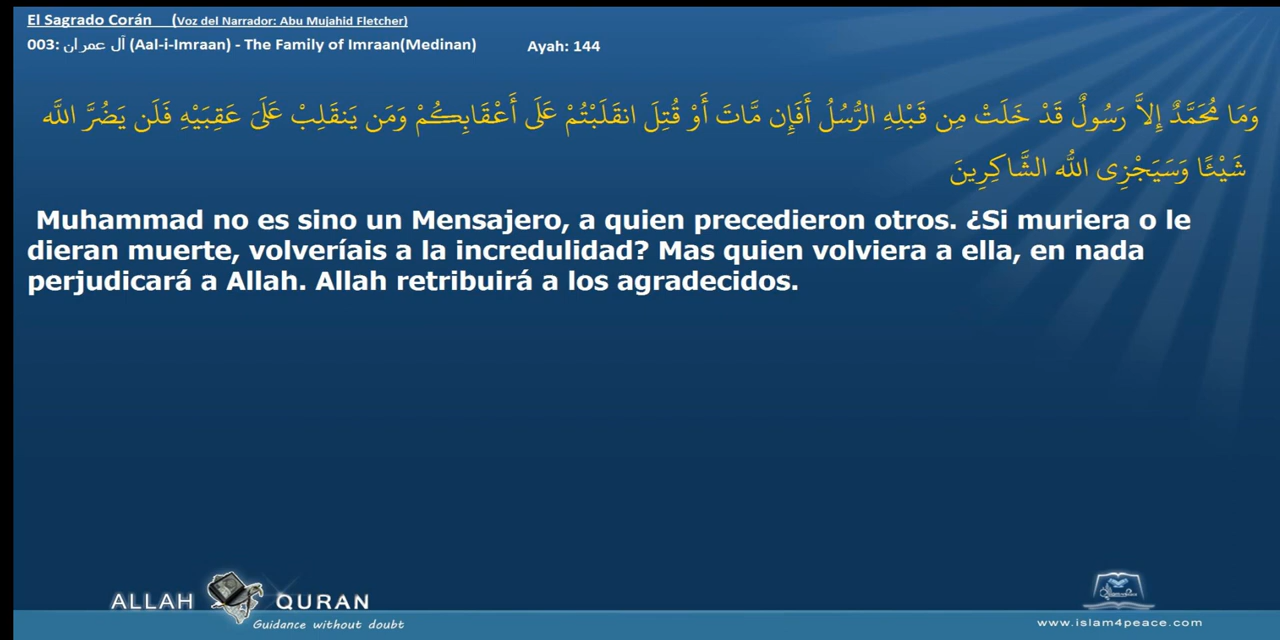 El Sagrado Corán (Voz del Narrador: Abu Mujahid Fletcher)
003: آل عمران (Aal-i-Imraan) - The Family of Imraan(Medinan) Ayah: 144
وَمَا مُحَمَّدٌ إِلاَّ رَسُولٌ قَدْ خَلَتْ مِن قَبْلِهِ الرُّسُلُ أَفَإِن مَّاتَ أَوْ قُتِلَ انقَلَبْتُمْ عَلَى أَعْقَابِكُمْ وَمَن يَنقَلِبْ عَلَىَ عَقِبَيْهِ فَلَن يَضُرَّ اللّٰه
شَيْئًا وَسَيَجْزِى اللّٰه الشَّاكِرِينَ
Muhammad no es sino un Mensajero, a quien precedieron otros. ¿Si muriera o le
dieran muerte, volveríais a la incredulidad? Mas quien volviera a ella, en nada
perjudicará a Allah. Allah retribuirá a los agradecidos.
ALLAH QURAN
Guidance without doubt
www.islam4peace.com